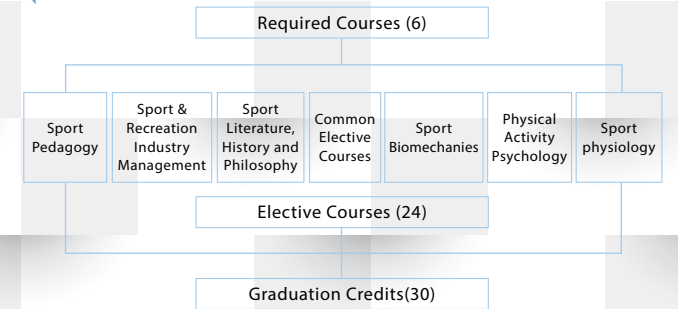 Required Courses (6)
Sport
Pedagogy
Sport &
Recreation
Industry
Management
Sport
Literature,
History and
Philosophy
Common
Elective
Courses
Sport
Biomechanies
Physical
Activity
Psychology
Sport
physiology
Elective Courses (24)
Graduation Credits(30)